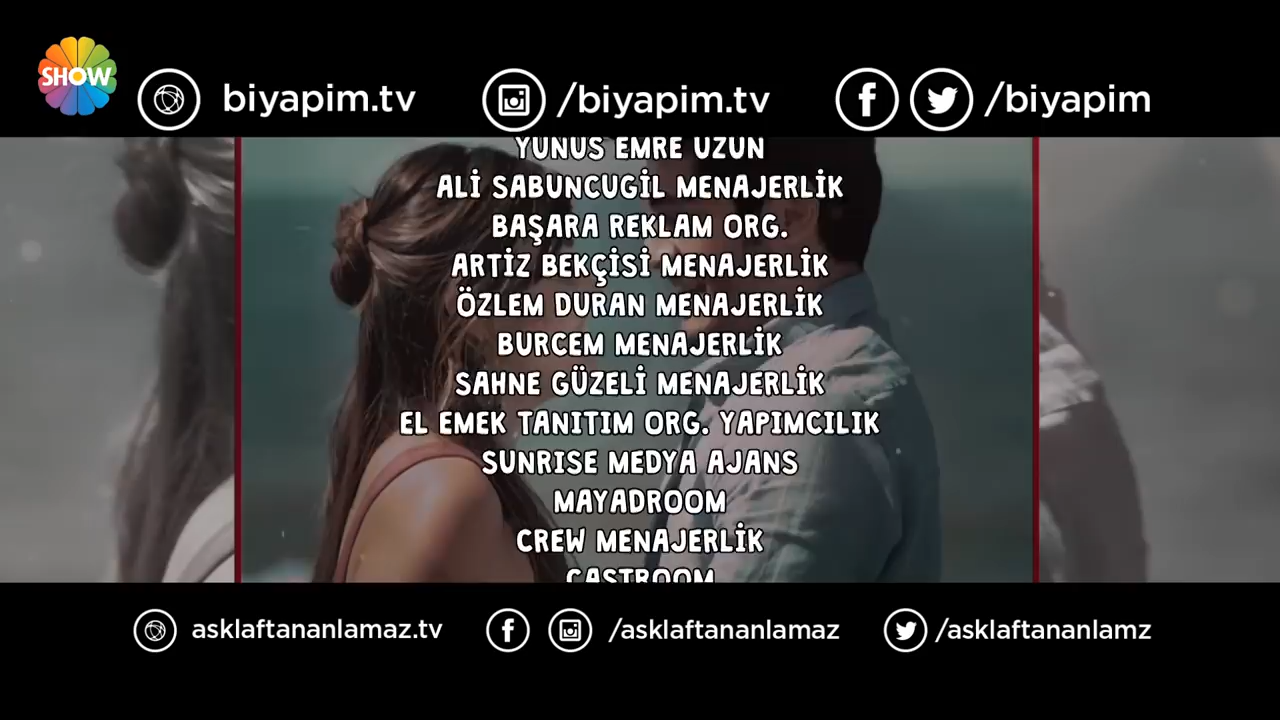 SHOW
biyapim.tv /biyapim.tv /biyapim
YUNUS EMRE UZUN
ALİ SABUNCUGİL MENAJERLİK
BAŞARA REKLAM ORG.
ARTİZ BEKÇİSİ MENAJERLİK
ÖZLEM DURAN MENAJERLİK
BURCEM MENAJERLİK
SAHNE GÜZELİ MENAJERLİK
EL EMEK TANITIM ORG. YAPIMCILIK
SUNRISE MEDYA AJANS
MAYADROOM
CREW MENAJERLİK
CASTROOM
asklaftananlamaz.tv /asklaftananlamaz /asklaftananlamz